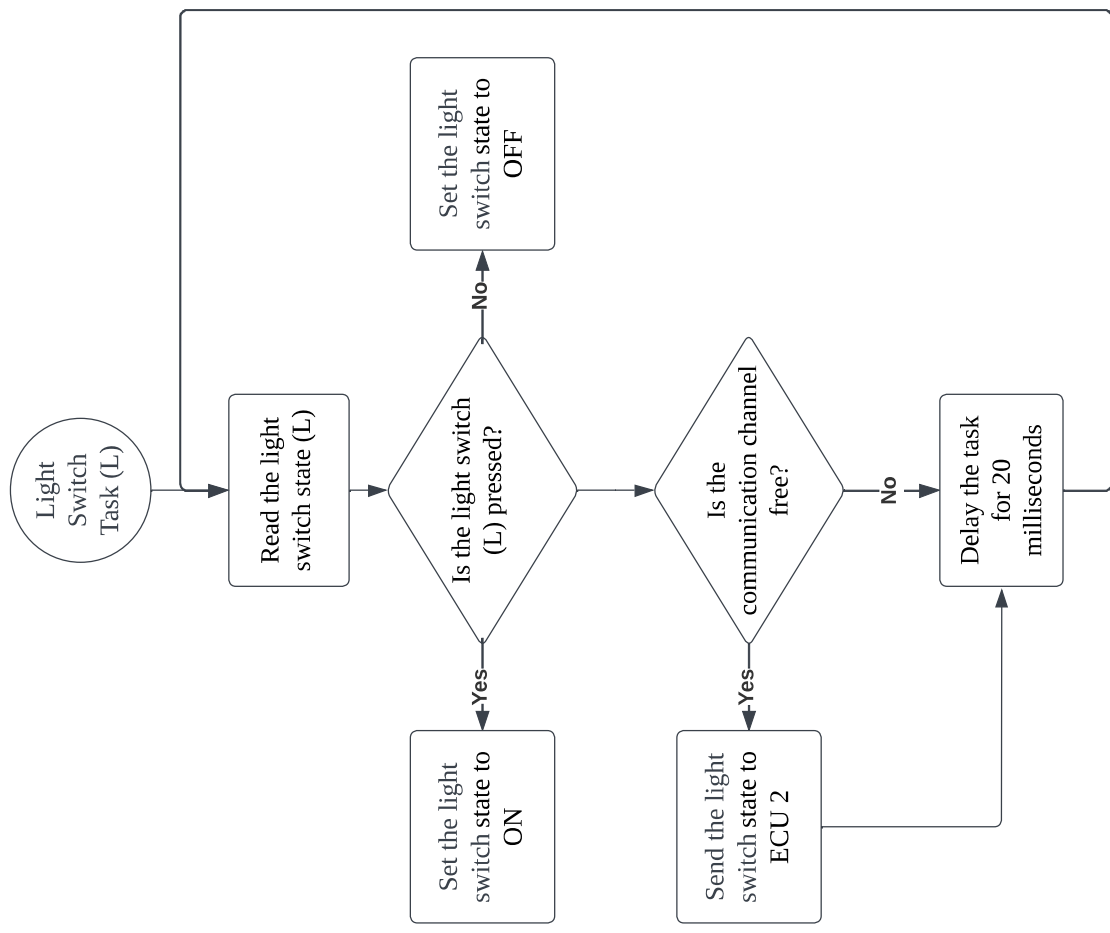 Light
Switch
Task (L)
Read the light
switch state (L)
Is the light switch
(L) pressed?
Yes
Set the light
switch state to
ON
No
Set the light
switch state to
OFF
Is the
communication channel
free?
Yes
Send the light
switch state to
ECU 2
No
Delay the task
for 20
milliseconds